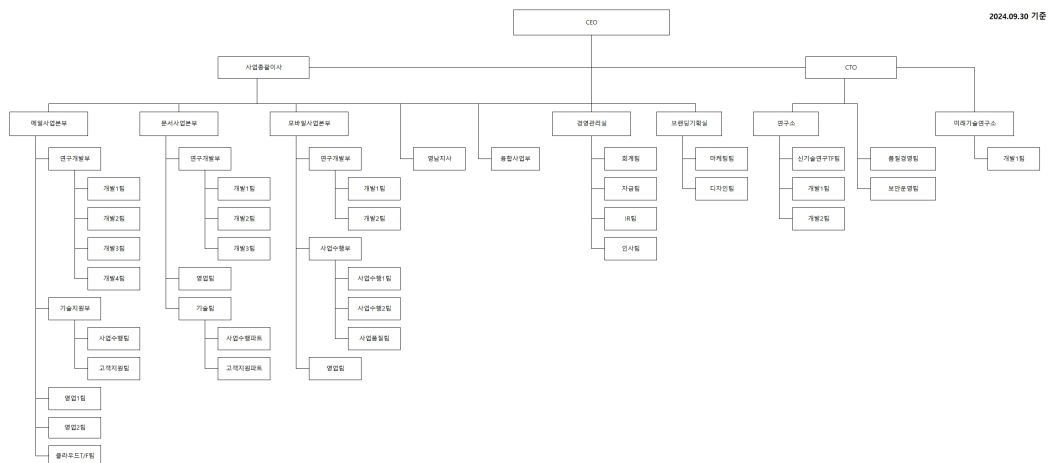 CEO
2024.09.30 기준
사업총괄이사
CTO
메일사업본부
문서사업본부
모바일사업본부
영남지사
융합사업부
경영관리실
브랜딩기획실
연구소
미래기술연구소
연구개발부
개발1팀
개발2팀
개발3팀
개발4팀
기술지원부
사업수행팀
고객지원팀
영업1팀
영업2팀
클라우드T/F팀
연구개발부
개발1팀
개발2팀
개발3팀
영업팀
기술팀
사업수행파트
고객지원파트
연구개발부
개발1팀
개발2팀
사업수행부
사업수행1팀
사업수행2팀
사업품질팀
영업팀
회계팀
자금팀
IR팀
인사팀
마케팅팀
디자인팀
신기술연구TF팀
개발1팀
개발2팀
품질경영팀
보안운영팀
개발1팀